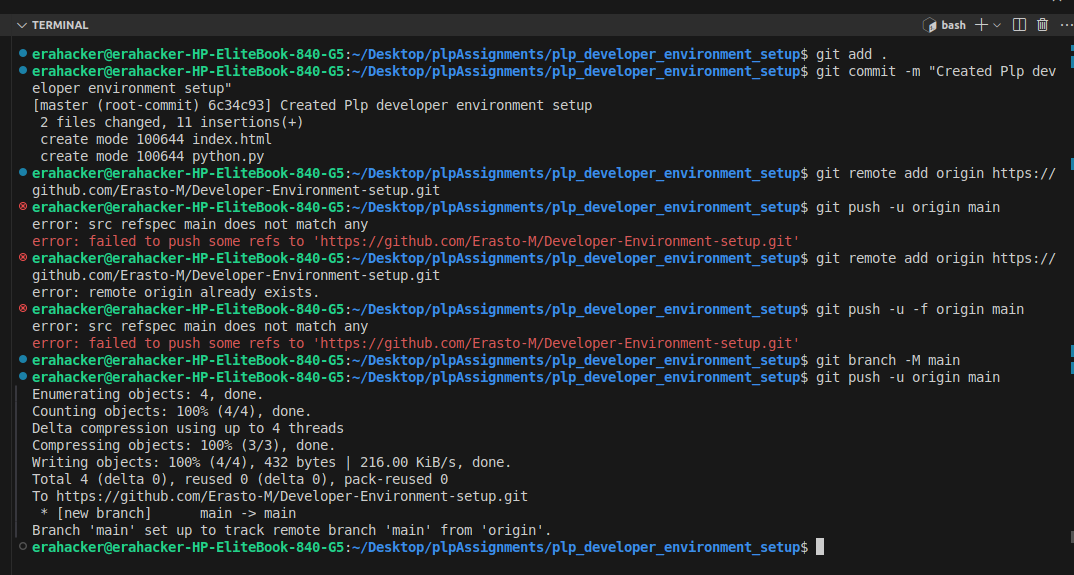 TERMINAL
bash
erahacker@erahacker-HP-EliteBook-840-G5:~/Desktop/plpAssignments/plp_developer_environment_setup$ git add .
erahacker@erahacker-HP-EliteBook-840-G5:~/Desktop/plpAssignments/plp_developer_environment_setup$ git commit -m "Created Plp dev
eloper environment setup"
[master (root-commit) 6c34c93] Created Plp developer environment setup
 2 files changed, 11 insertions(+)
 create mode 100644 index.html
 create mode 100644 python.py
erahacker@erahacker-HP-EliteBook-840-G5:~/Desktop/plpAssignments/plp_developer_environment_setup$ git remote add origin https://
github.com/Erasto-M/Developer-Environment-setup.git
erahacker@erahacker-HP-EliteBook-840-G5:~/Desktop/plpAssignments/plp_developer_environment_setup$ git push -u origin main
error: src refspec main does not match any
error: failed to push some refs to 'https://github.com/Erasto-M/Developer-Environment-setup.git'
erahacker@erahacker-HP-EliteBook-840-G5:~/Desktop/plpAssignments/plp_developer_environment_setup$ git remote add origin https://
github.com/Erasto-M/Developer-Environment-setup.git
error: remote origin already exists.
erahacker@erahacker-HP-EliteBook-840-G5:~/Desktop/plpAssignments/plp_developer_environment_setup$ git push -u -f origin main
error: src refspec main does not match any
error: failed to push some refs to 'https://github.com/Erasto-M/Developer-Environment-setup.git'
erahacker@erahacker-HP-EliteBook-840-G5:~/Desktop/plpAssignments/plp_developer_environment_setup$ git branch -M main
erahacker@erahacker-HP-EliteBook-840-G5:~/Desktop/plpAssignments/plp_developer_environment_setup$ git push -u origin main
Enumerating objects: 4, done.
Counting objects: 100% (4/4), done.
Delta compression using up to 4 threads
Compressing objects: 100% (3/3), done.
Writing objects: 100% (4/4), 432 bytes | 216.00 KiB/s, done.
Total 4 (delta 0), reused 0 (delta 0), pack-reused 0
To https://github.com/Erasto-M/Developer-Environment-setup.git
 * [new branch]      main -> main
Branch 'main' set up to track remote branch 'main' from 'origin'.
erahacker@erahacker-HP-EliteBook-840-G5:~/Desktop/plpAssignments/plp_developer_environment_setup$